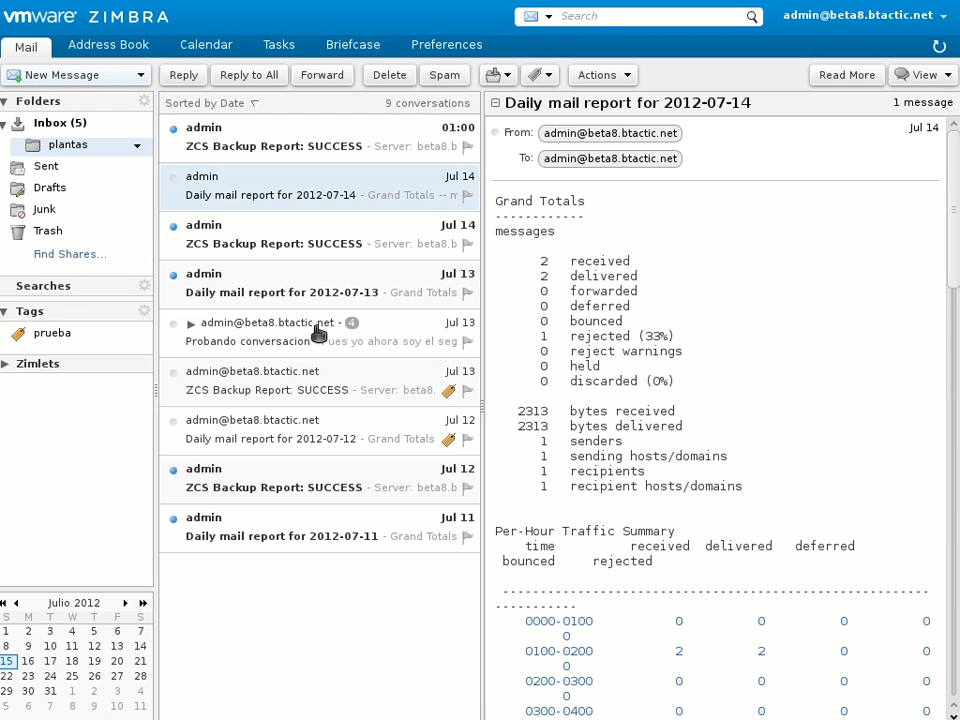 vmware ZIMBRA
Search
admin@beta8.btactic.net
Mail
Address Book
Calendar
Tasks
Briefcase
Preferences
New Message
Reply
Reply to All
Forward
Delete
Spam
Actions
Read More
View
Folders
Inbox (5)
plantas
Sent
Drafts
Junk
Trash
Find Shares...
Searches
Tags
prueba
Zimlets
Julio 2012
S M T W T F S
1 2 3 4 5 6 7
8 9 10 11 12 13 14
15 16 17 18 19 20 21
22 23 24 25 26 27 28
29 30 31 1 2 3 4
5 6 7 8 9 10 11
Sorted by Date
9 conversations
admin 01:00
ZCS Backup Report: SUCCESS - Server: beta8.b
admin Jul 14
Daily mail report for 2012-07-14 - Grand Totals -- m
admin Jul 14
ZCS Backup Report: SUCCESS - Server: beta8.b
admin Jul 13
Daily mail report for 2012-07-13 - Grand Totals
admin@beta8.btactic.net - 4 Jul 13
Probando conversacion ues yo ahora soy el seg
admin@beta8.btactic.net Jul 13
ZCS Backup Report: SUCCESS - Server: beta8.
admin@beta8.btactic.net Jul 12
Daily mail report for 2012-07-12 - Grand Totals
admin Jul 12
ZCS Backup Report: SUCCESS - Server: beta8.b
admin Jul 11
Daily mail report for 2012-07-11 - Grand Totals
Daily mail report for 2012-07-14
1 message
From: admin@beta8.btactic.net
Jul 14
To: admin@beta8.btactic.net
Grand Totals
------------
messages
2 received
2 delivered
0 forwarded
0 deferred
0 bounced
1 rejected (33%)
0 reject warnings
0 held
0 discarded (0%)
2313 bytes received
2313 bytes delivered
1 senders
1 sending hosts/domains
1 recipients
1 recipient hosts/domains
Per-Hour Traffic Summary
time received delivered deferred
bounced rejected
-----------------------------------------------
-----------
0000-0100 0 0 0 0
0
0100-0200 2 2 0 0
0
0200-0300 0 0 0 0
0
0300-0400 0 0 0 0